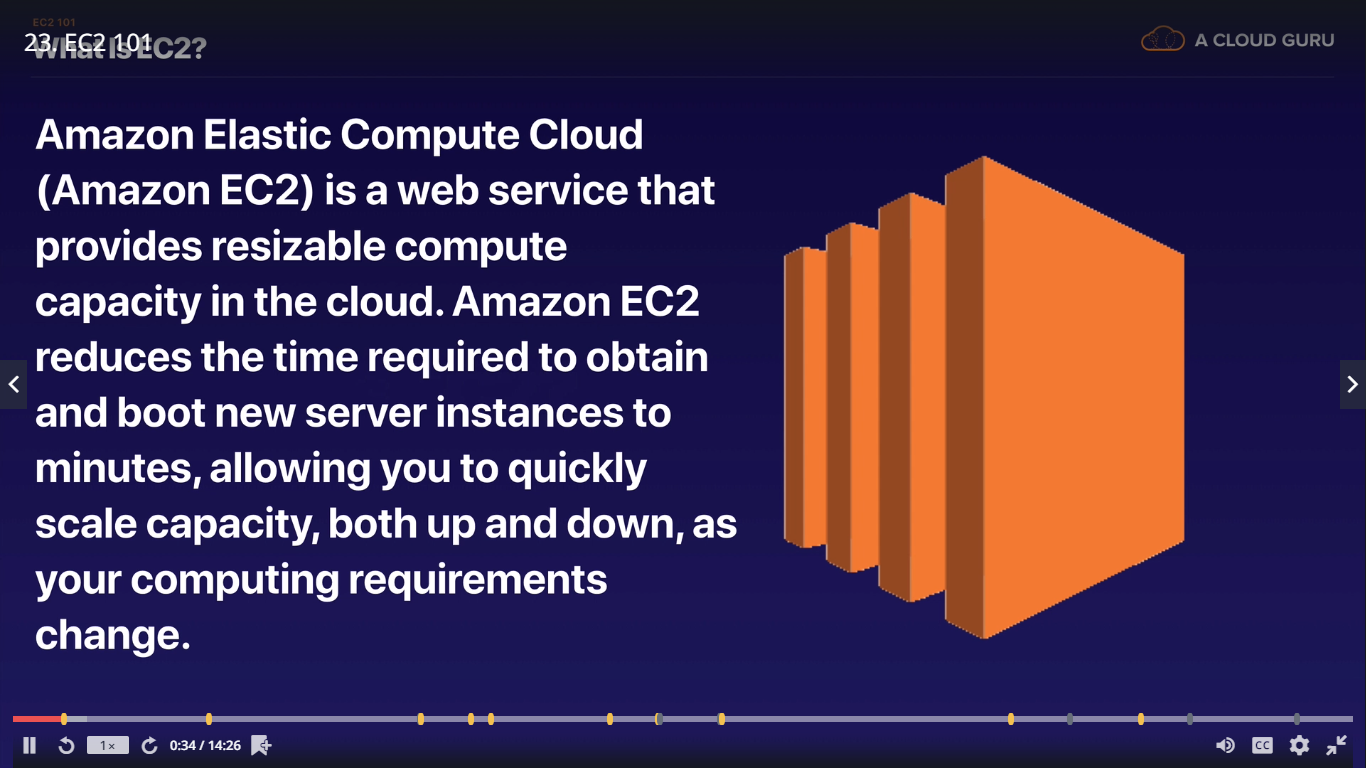 EC2 101
23. EC2 101
What Is EC2?
A CLOUD GURU
Amazon Elastic Compute Cloud
(Amazon EC2) is a web service that
provides resizable compute
capacity in the cloud. Amazon EC2
reduces the time required to obtain
and boot new server instances to
minutes, allowing you to quickly
scale capacity, both up and down, as
your computing requirements
change.
1×
0:34 / 14:26
CC